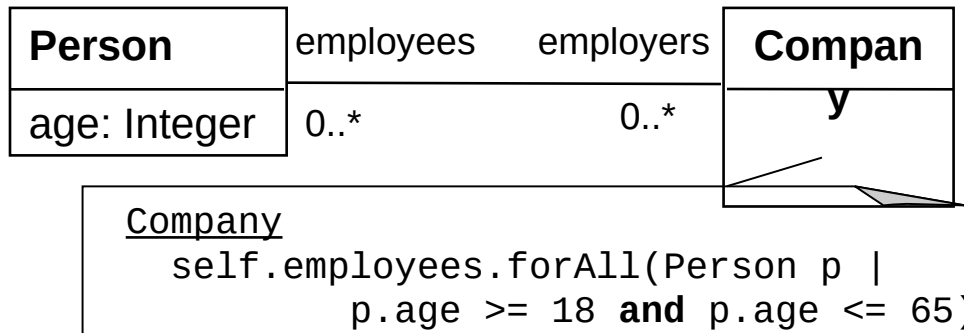 Person employees employers Compan
y
age: Integer 0..* 0..*
Company
self.employees.forAll(Person p |
p.age >= 18 and p.age <= 65)